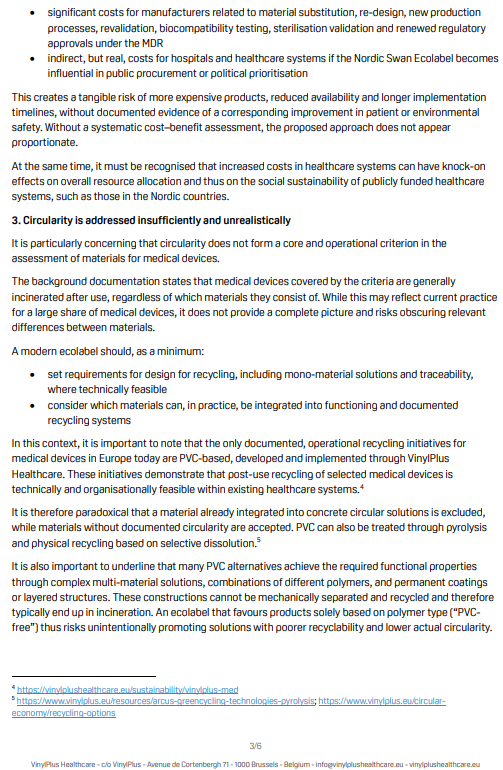 • significant costs for manufacturers related to material substitution, re-design, new production
processes, revalidation, biocompatibility testing, sterilisation validation and renewed regulatory
approvals under the MDR
• indirect, but real, costs for hospitals and healthcare systems if the Nordic Swan Ecolabel becomes
influential in public procurement or political prioritisation
This creates a tangible risk of more expensive products, reduced availability and longer implementation
timelines, without documented evidence of a corresponding improvement in patient or environmental
safety. Without a systematic cost–benefit assessment, the proposed approach does not appear
proportionate.
At the same time, it must be recognised that increased costs in healthcare systems can have knock-on
effects on overall resource allocation and thus on the social sustainability of publicly funded healthcare
systems, such as those in the Nordic countries.
3. Circularity is addressed insufficiently and unrealistically
It is particularly concerning that circularity does not form a core and operational criterion in the
assessment of materials for medical devices.
The background documentation states that medical devices covered by the criteria are generally
incinerated after use, regardless of which materials they consist of. While this may reflect current practice
for a large share of medical devices, it does not provide a complete picture and risks obscuring relevant
differences between materials.
A modern ecolabel should, as a minimum:
• set requirements for design for recycling, including mono-material solutions and traceability,
where technically feasible
• consider which materials can, in practice, be integrated into functioning and documented
recycling systems
In this context, it is important to note that the only documented, operational recycling initiatives for
medical devices in Europe today are PVC-based, developed and implemented through VinylPlus
Healthcare. These initiatives demonstrate that post-use recycling of selected medical devices is
technically and organisationally feasible within existing healthcare systems.4
It is therefore paradoxical that a material already integrated into concrete circular solutions is excluded,
while materials without documented circularity are accepted. PVC can also be treated through pyrolysis
and physical recycling based on selective dissolution.5
It is also important to underline that many PVC alternatives achieve the required functional properties
through complex multi-material solutions, combinations of different polymers, and permanent coatings
or layered structures. These constructions cannot be mechanically separated and recycled and therefore
typically end up in incineration. An ecolabel that favours products solely based on polymer type ("PVC-
free") thus risks unintentionally promoting solutions with poorer recyclability and lower actual circularity.
4 https://vinylplushealthcare.eu/sustainability/vinylplus-med
5 https://www.vinylplus.eu/resources/arcus-greencycling-technologies-pyrolysis; https://www.vinylplus.eu/circular-
economy/recycling-options
3/6
VinylPlus Healthcare - c/o VinylPlus - Avenue de Cortenbergh 71 - 1000 Brussels - Belgium - info@vinylplushealthcare.eu - vinylplushealthcare.eu